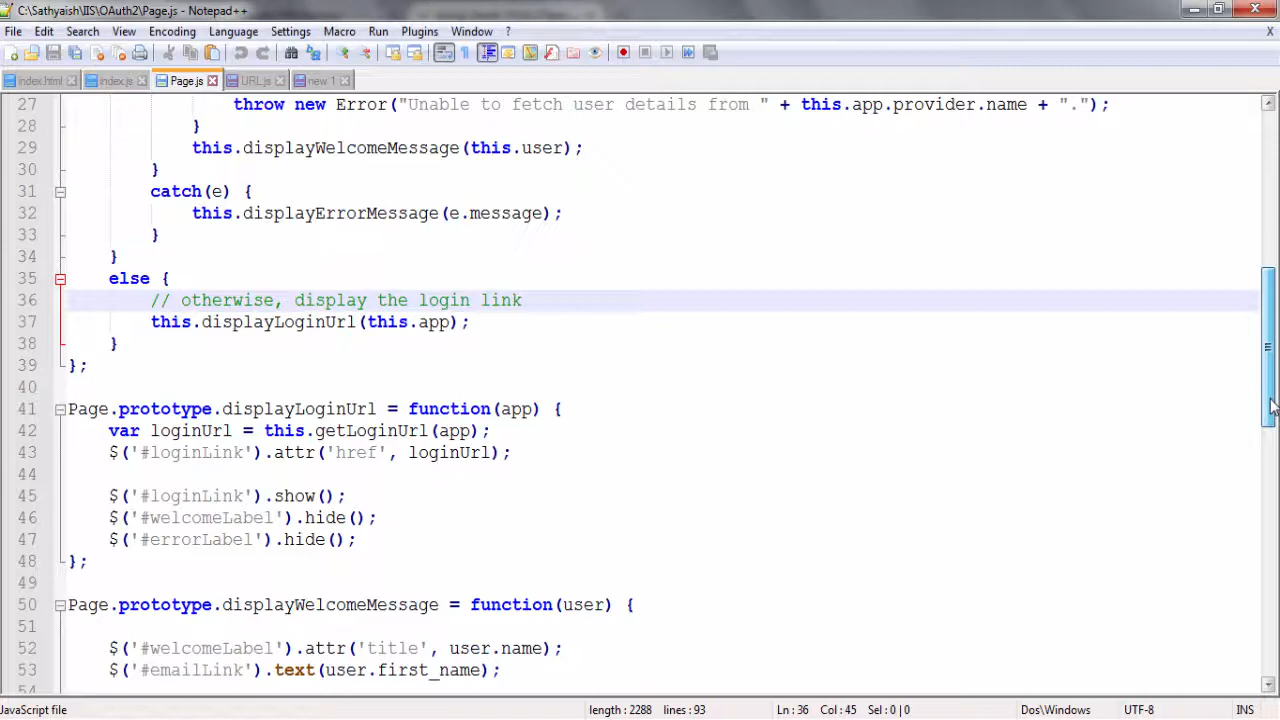 C:\Sathyaish\IIS\OAuth2\Page.js - Notepad++
File Edit Search View Encoding Language Settings Macro Run Plugins Window ? X
index.html index.js Page.js URL.js new 1
27 throw new Error("Unable to fetch user details from " + this.app.provider.name + ".");
28 }
29 this.displayWelcomeMessage(this.user);
30 }
31 catch(e) {
32 this.displayErrorMessage(e.message);
33 }
34 }
35 else {
36 // otherwise, display the login link
37 this.displayLoginUrl(this.app);
38 }
39 };
40
41 Page.prototype.displayLoginUrl = function(app) {
42 var loginUrl = this.getLoginUrl(app);
43 $('#loginLink').attr('href', loginUrl);
44
45 $('#loginLink').show();
46 $('#welcomeLabel').hide();
47 $('#errorLabel').hide();
48 };
49
50 Page.prototype.displayWelcomeMessage = function(user) {
51
52 $('#welcomeLabel').attr('title', user.name);
53 $('#emailLink').text(user.first_name);
54
JavaScript file length : 2288 lines : 93 Ln : 36 Col : 45 Sel : 0 | 0 Dos\Windows UTF-8 INS